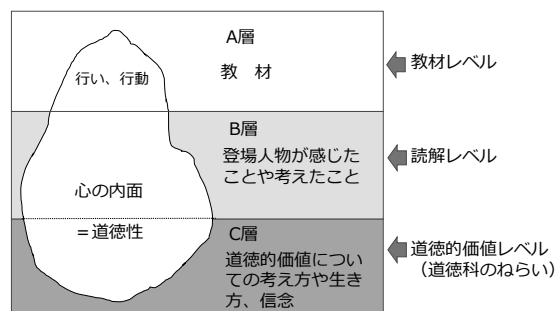 A層
教 材
行い、行動
教材レベル
B層
登場人物が感じた
ことや考えたこと
読解レベル
心の内面
=道徳性
C層
道徳的価値につい
ての考え方や生き
方、信念
道徳的価値レベル
(道徳科のねらい)